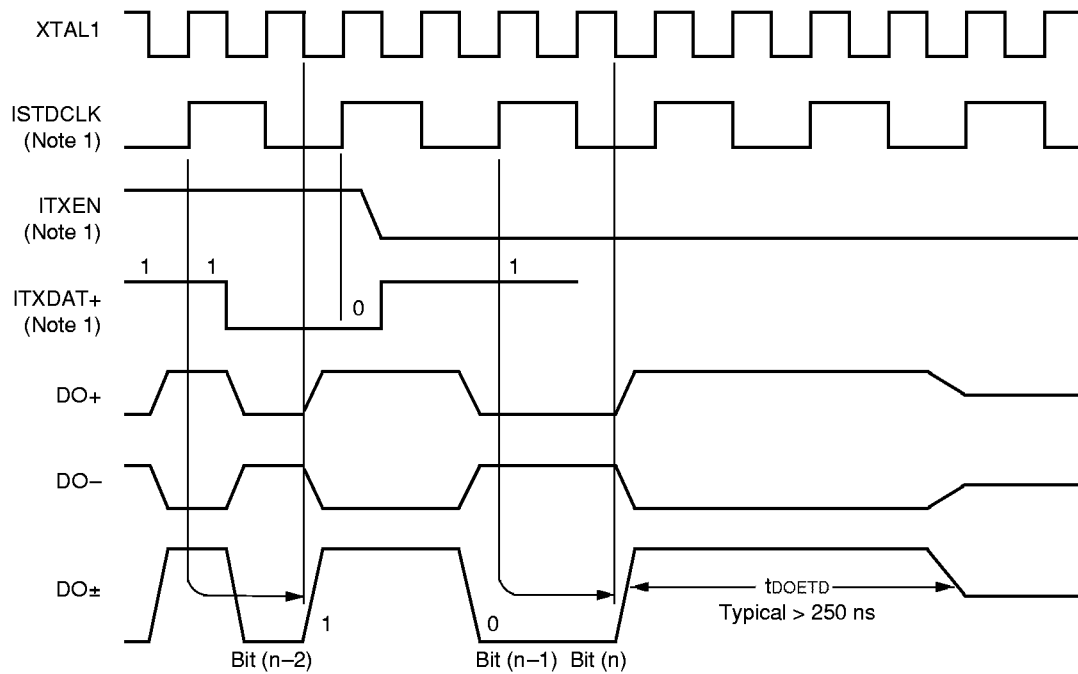 XTAL1
ISTDCLK
(Note 1)
ITXEN
(Note 1)
1 1 1
ITXDAT+
(Note 1)
0
DO+
DO–
DO±
tDOETD
Typical > 250 ns
1 0
Bit (n–2) Bit (n–1) Bit (n)